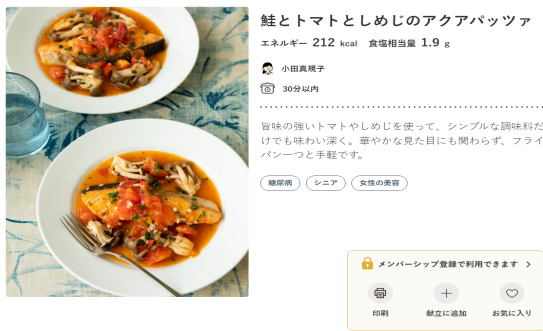 鮭とトマトとしめじのアクアパッツァ
エネルギー 212 kcal 食塩相当量 1.9 g
小田真規子
30分以内
旨味の強いトマトやしめじを使って、シンプルな調味料だ
けでも味わい深く。華やかな見た目にも関わらず、フライ
パン一つと手軽です。
糖尿病 シニア 女性の美容
メンバーシップ登録で利用できます
印刷 献立に追加 お気に入り